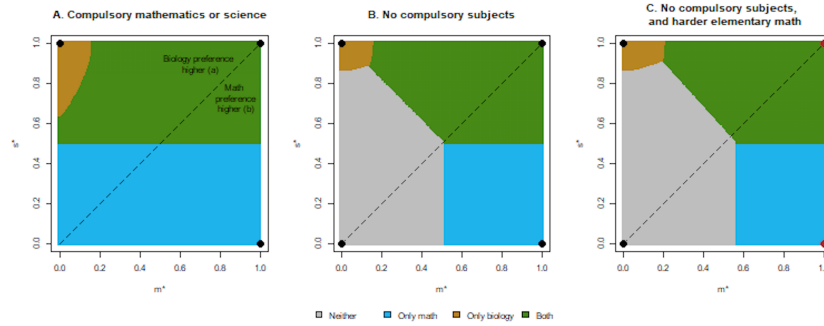 A. Compulsory mathematics or science
B. No compulsory subjects
C. No compulsory subjects,
and harder elementary math
Biology preference
higher (a)
Math
preference
higher (b)
s*
1.0
0.8
0.6
0.4
0.2
0.0
0.0 0.2 0.4 0.6 0.8 1.0
m*
s*
1.0
0.8
0.6
0.4
0.2
0.0
0.0 0.2 0.4 0.6 0.8 1.0
m*
s*
1.0
0.8
0.6
0.4
0.2
0.0
0.0 0.2 0.4 0.6 0.8 1.0
m*
Neither Only math Only biology Both